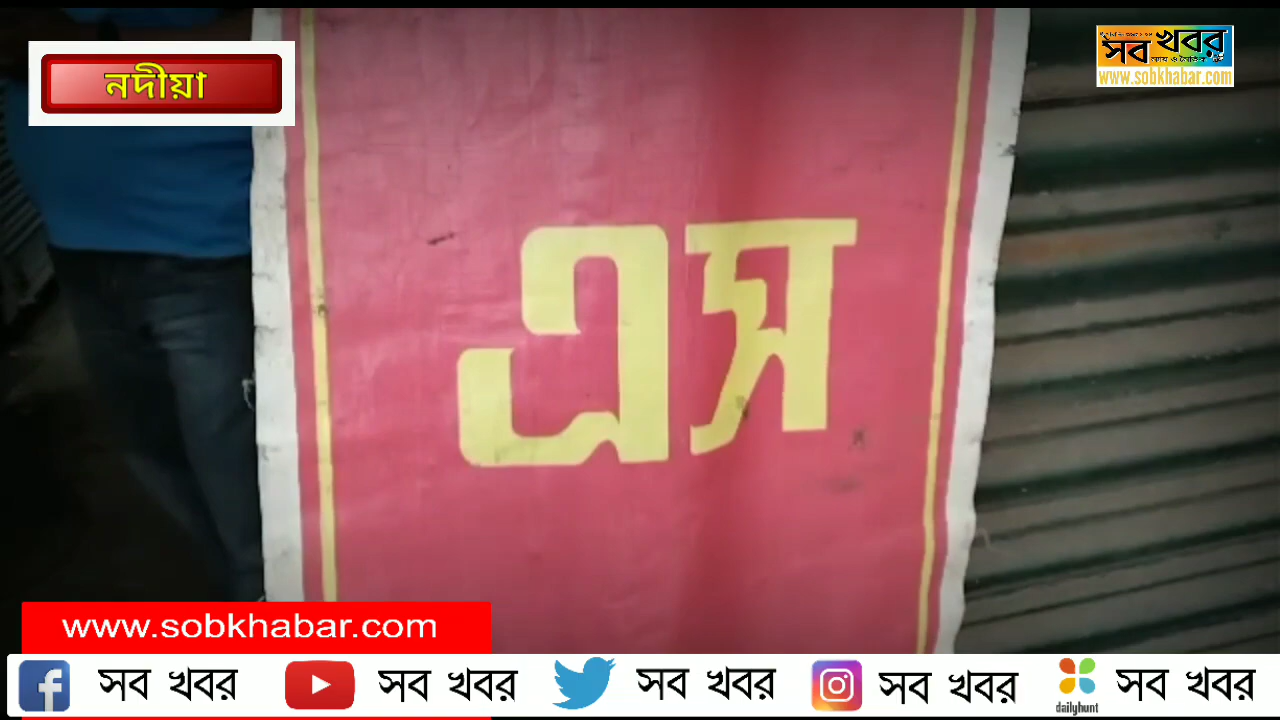 নদীয়া
সব খবর
www.sobkhabar.com
এস
www.sobkhabar.com
সব খবর সব খবর সব খবর সব খবর সব খবর
dailyhunt